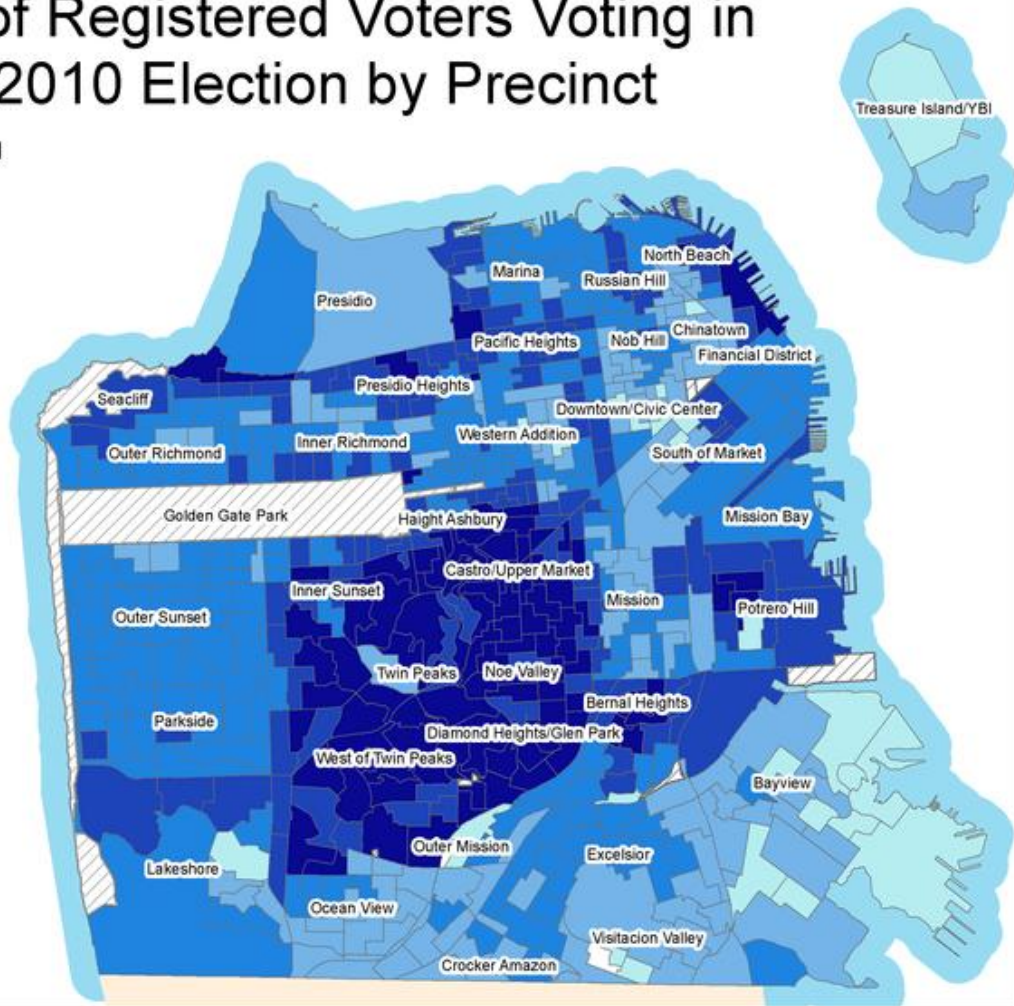 of Registered Voters Voting in
2010 Election by Precinct
Treasure Island/YBI
North Beach
Marina
Russian Hill
Presidio
Chinatown
Pacific Heights
Nob Hill
Financial District
Presidio Heights
Seacliff
Downtown/Civic Center
Western Addition
Inner Richmond
Outer Richmond
South of Market
Golden Gate Park
Haight Ashbury
Mission Bay
Castro/Upper Market
Inner Sunset
Mission
Potrero Hill
Outer Sunset
Twin Peaks
Noe Valley
Bernal Heights
Parkside
Diamond Heights/Glen Park
West of Twin Peaks
Bayview
Outer Mission
Excelsior
Lakeshore
Ocean View
Visitacion Valley
Crocker Amazon